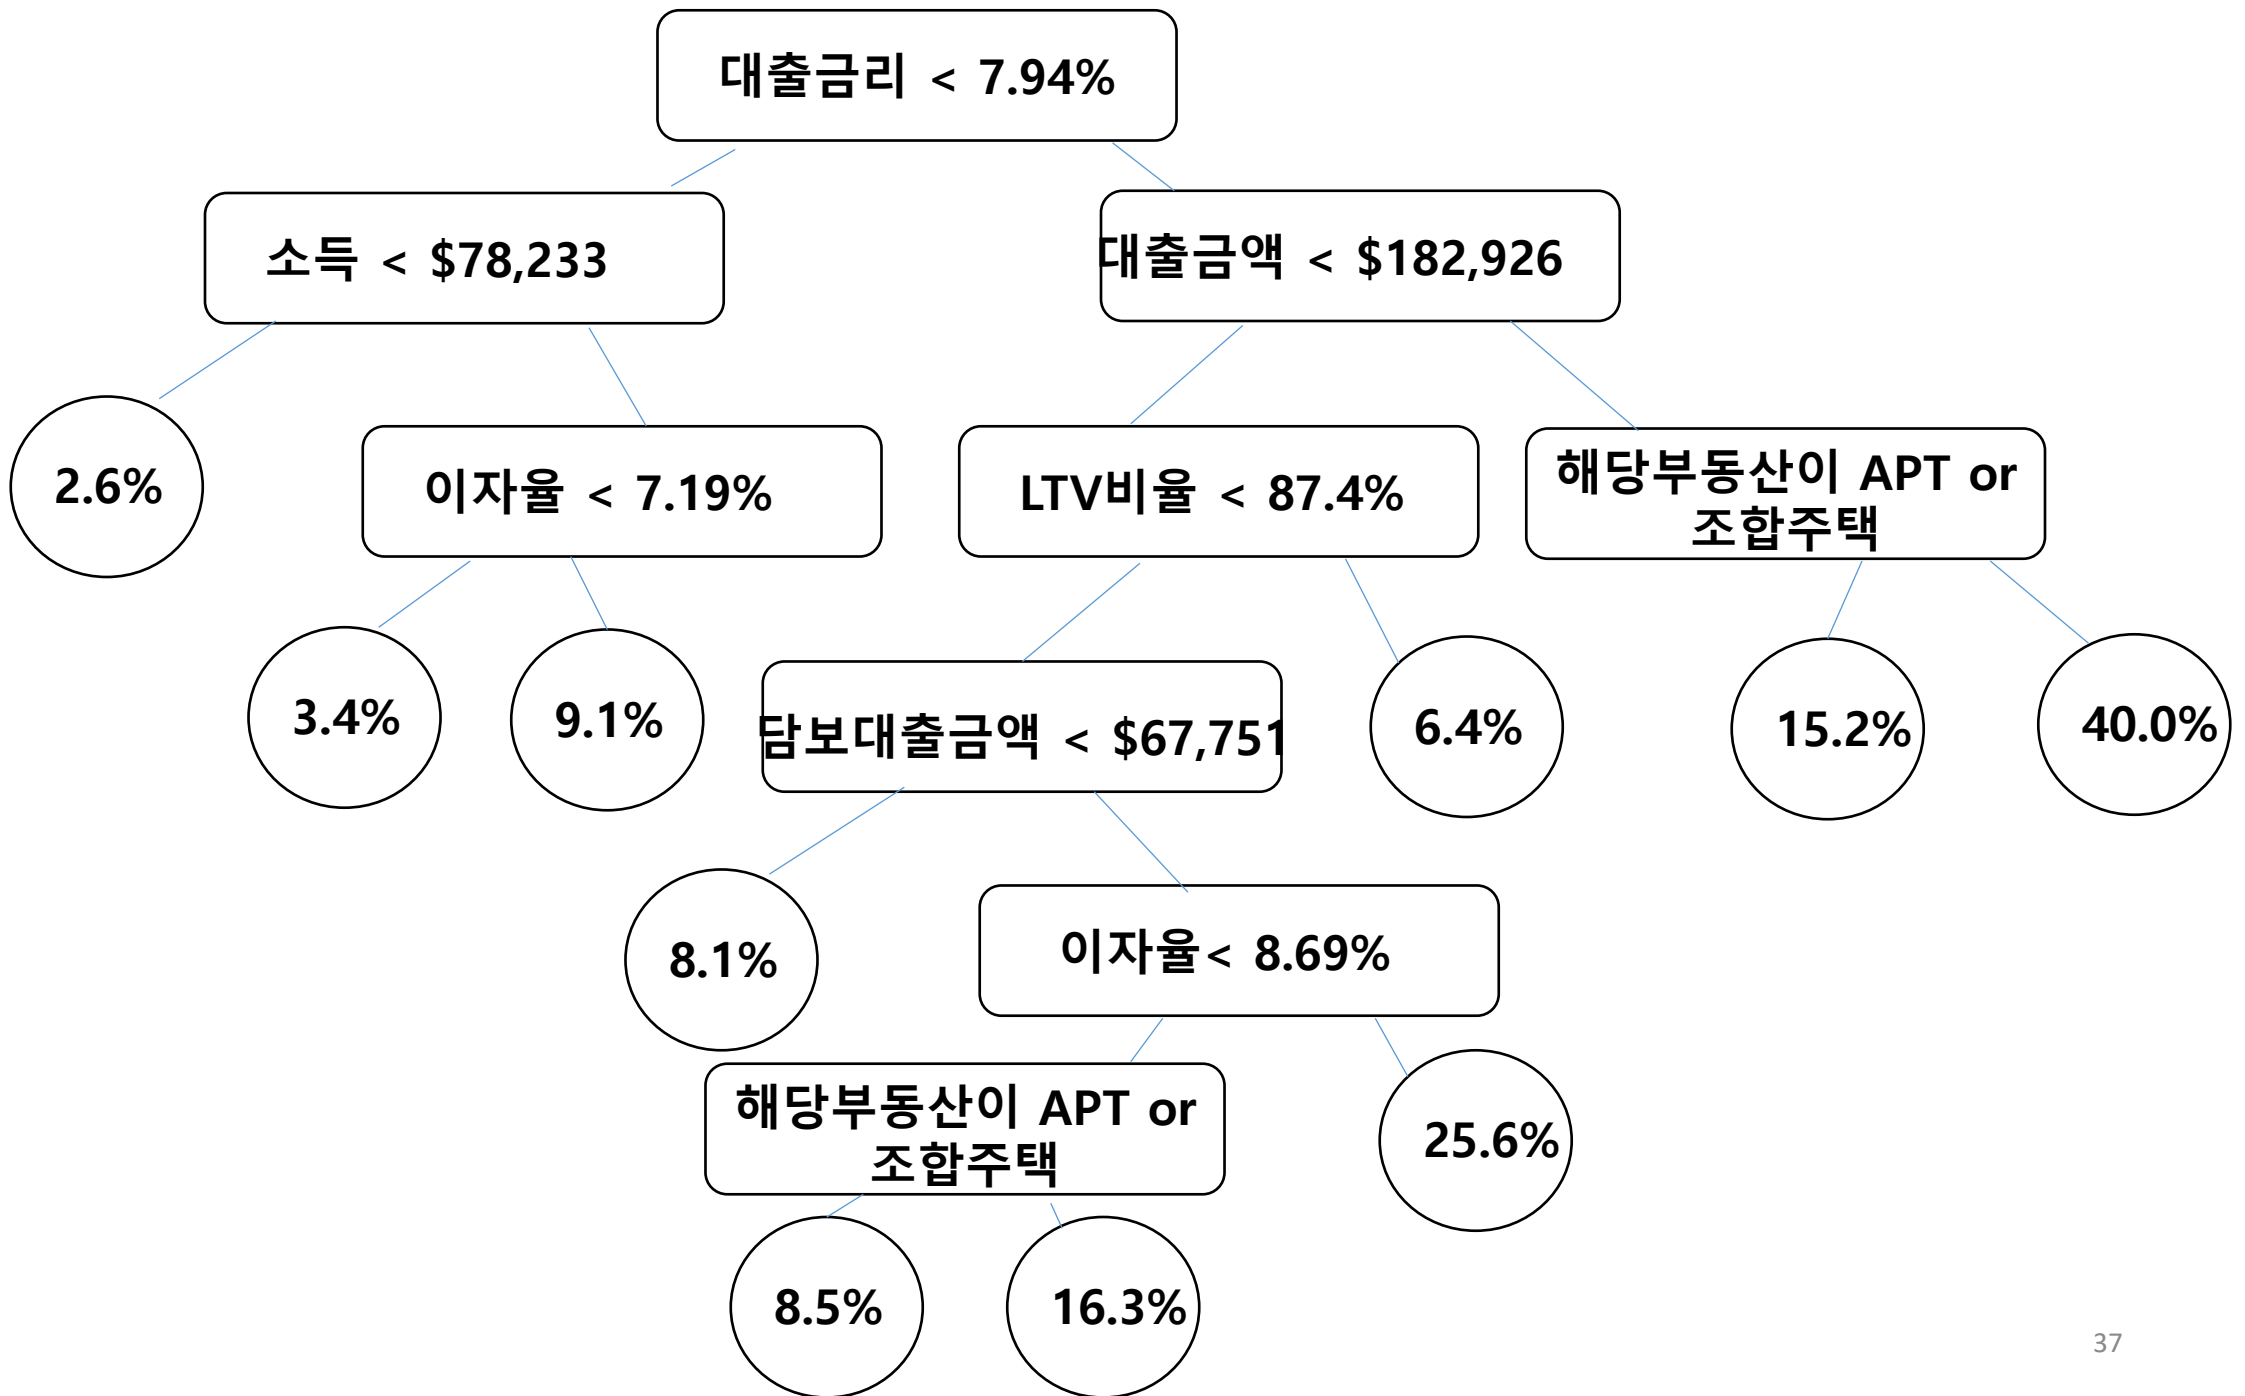 대출금리 < 7.94%
소득 < $78,233
대출금액 < $182,926
2.6%
이자율 < 7.19%
LTV비율 < 87.4%
해당부동산이 APT or
조합주택
3.4%
9.1%
담보대출금액 < $67,751
6.4%
15.2%
40.0%
8.1%
이자율< 8.69%
해당부동산이 APT or
조합주택
25.6%
8.5%
16.3%
37